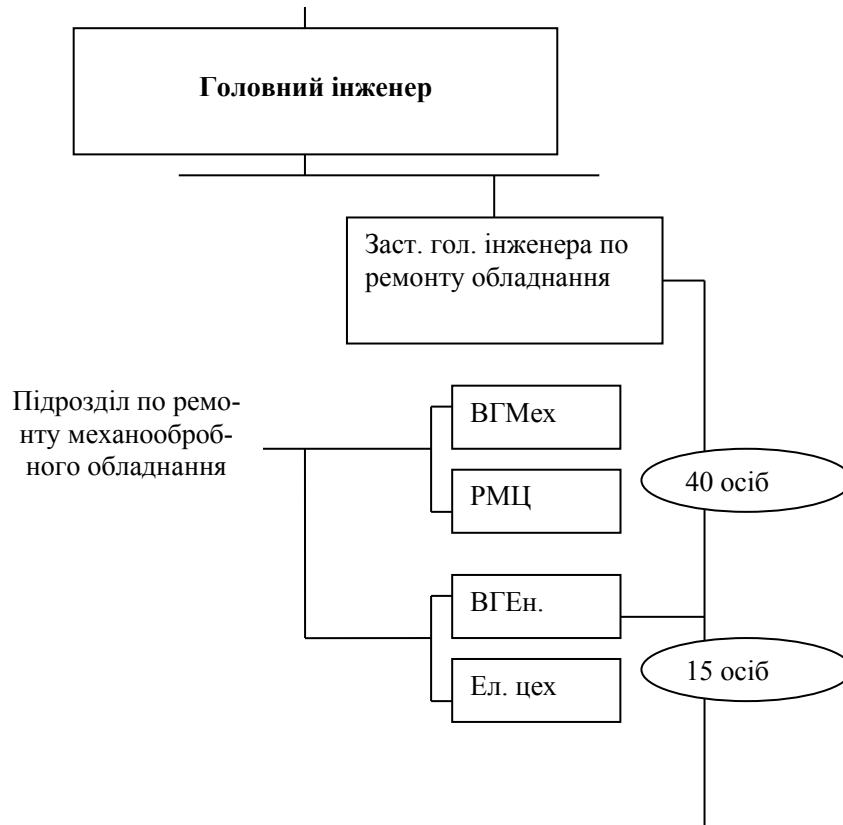 Головний інженер
Заст. гол. інженера по
ремонту обладнання
Підрозділ по ремо-
нту механообробо-
ного обладнання
ВГМех
РМЦ
40 осіб
ВГЕн.
Ел. цех
15 осіб